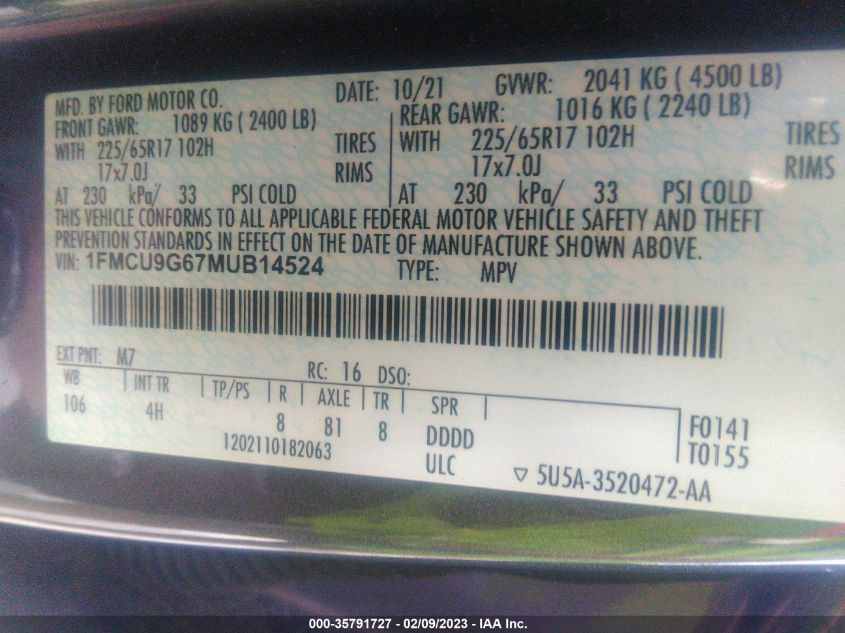 MFD. BY FORD MOTOR CO. DATE: 10/21 GVWR: 2041 KG ( 4500 LB)
FRONT GAWR: 1089 KG ( 2400 LB) REAR GAWR: 1016 KG ( 2240 LB)
WITH 225/65R17 102H TIRES WITH 225/65R17 102H TIRES
17x7.0J RIMS 17x7.0J RIMS
AT 230 kPa/ 33 PSI COLD AT 230 kPa/ 33 PSI COLD
THIS VEHICLE CONFORMS TO ALL APPLICABLE FEDERAL MOTOR VEHICLE SAFETY AND THEFT
PREVENTION STANDARDS IN EFFECT ON THE DATE OF MANUFACTURE SHOWN ABOVE.
VIN: 1FMCU9G67MUB14524 TYPE: MPV
EXT PNT: M7 RC: 16 DSO:
WB INT TR TP/PS R AXLE TR SPR
106 4H 8 81 8 DDDD F0141
1202110182063 ULC T0155
▽ 5U5A-3520472-AA
000-35791727 - 02/09/2023 - IAA Inc.